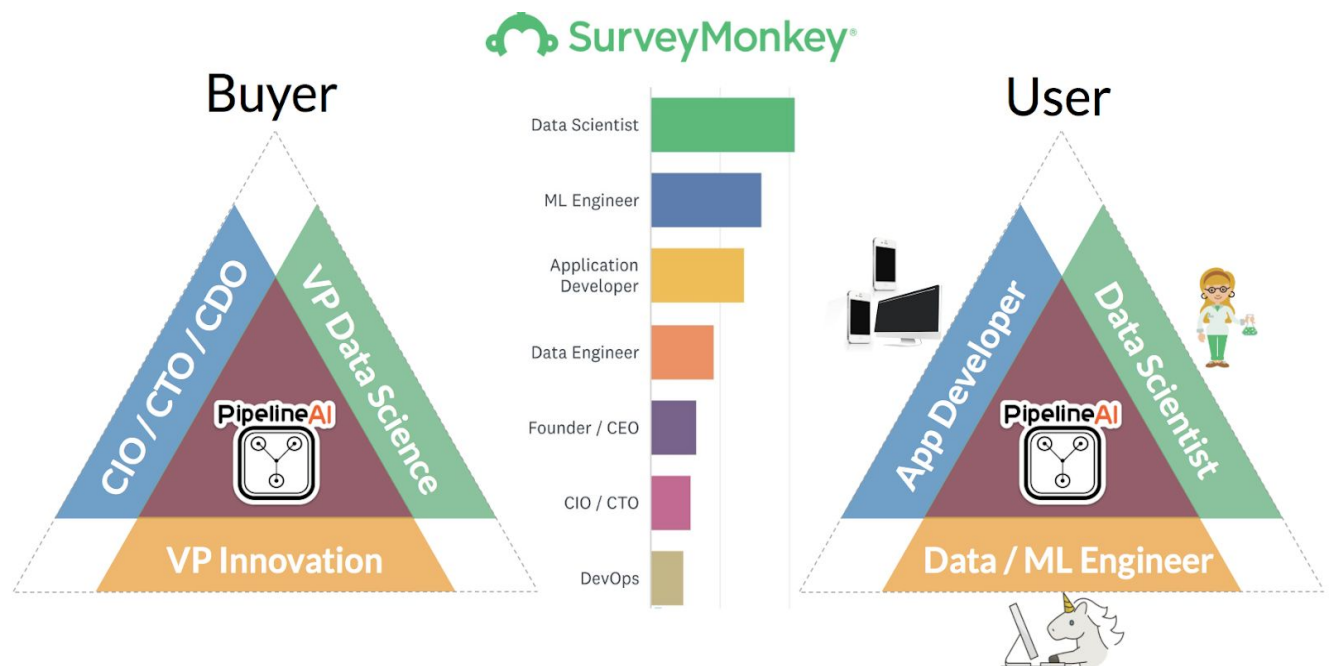 SurveyMonkey®
Buyer
CIO / CTO / CDO
VP Data Science
PipelineAI
VP Innovation
Data Scientist
ML Engineer
Application
Developer
Data Engineer
Founder / CEO
CIO / CTO
DevOps
User
App Developer
Data Scientist
PipelineAI
Data / ML Engineer